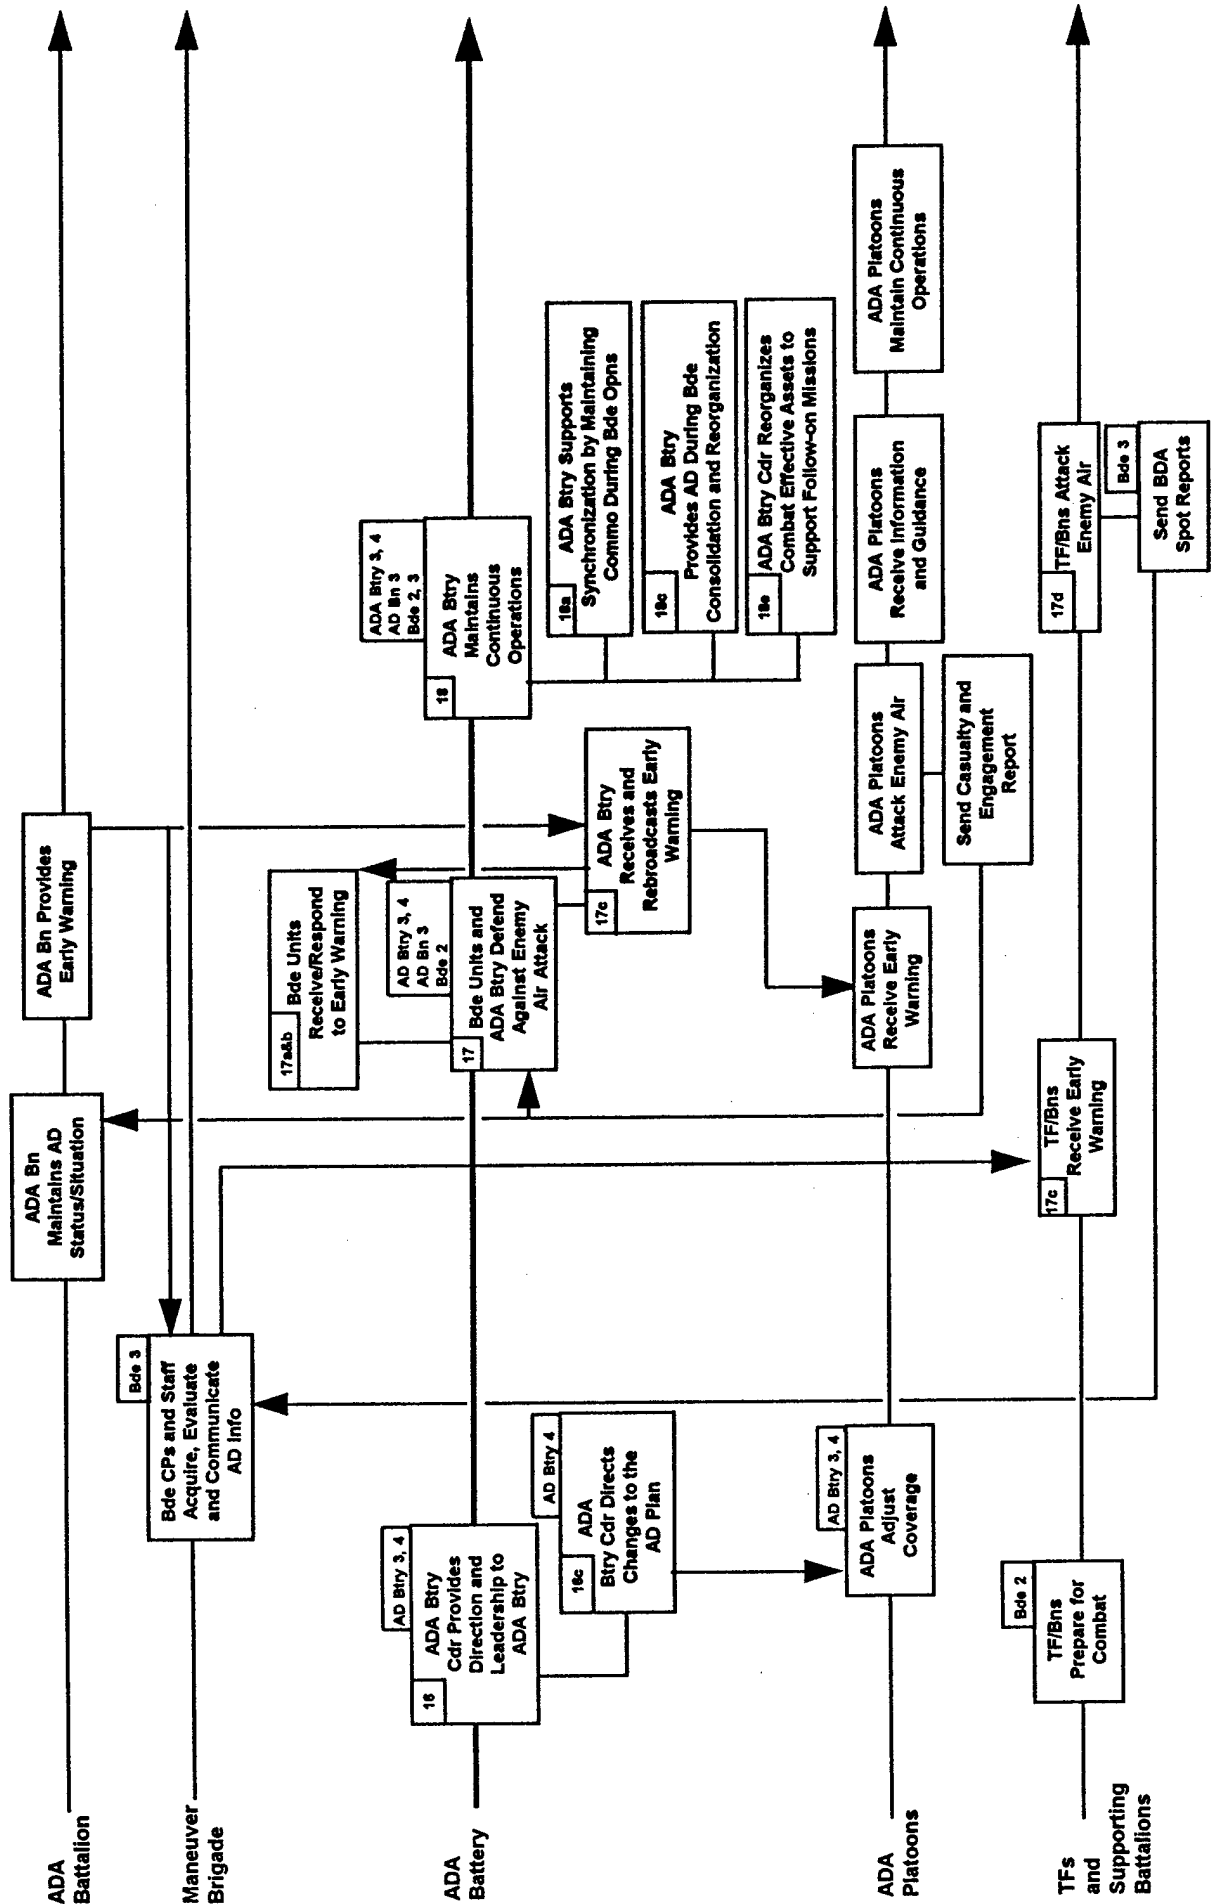 ADA
Battalion
ADA Bn
Maintains AD
Status/Situation
ADA Bn Provides
Early Warning
Maneuver
Brigade
Bde 3
Bde CPs and Staff
Acquire, Evaluate
and Communicate
AD Info
17a&b
Bde Units
Receive/Respond
to Early Warning
ADA
Battery
AD Btry 3, 4
16
ADA Btry
Cdr Provides
Direction and
Leadership to
ADA Btry
AD Btry 4
16c
ADA
Btry Cdr Directs
Changes to the
AD Plan
AD Btry 3, 4
AD Bn 3
Bde 2
17
Bde Units and
ADA Btry Defend
Against Enemy
Air Attack
17c
ADA Btry
Receives and
Rebroadcasts Early
Warning
ADA Btry 3, 4
AD Bn 3
Bde 2, 3
18
ADA Btry
Maintains
Continuous
Operations
18a
ADA Btry Supports
Synchronization by Maintaining
Commo During Bde Opns
18c
ADA Btry
Provides AD During Bde
Consolidation and Reorganization
18e
ADA Btry Cdr Reorganizes
Combat Effective Assets to
Support Follow-on Missions
ADA
Platoons
AD Btry 3, 4
ADA Platoons
Adjust
Coverage
ADA Platoons
Receive Early
Warning
ADA Platoons
Attack Enemy Air
Send Casualty and
Engagement
Report
ADA Platoons
Receive Information
and Guidance
ADA Platoons
Maintain Continuous
Operations
TFs
and
Supporting
Battalions
Bde 2
TF/Bns
Prepare for
Combat
17c
TF/Bns
Receive Early
Warning
17d
TF/Bns Attack
Enemy Air
Bde 3
Send BDA
Spot Reports